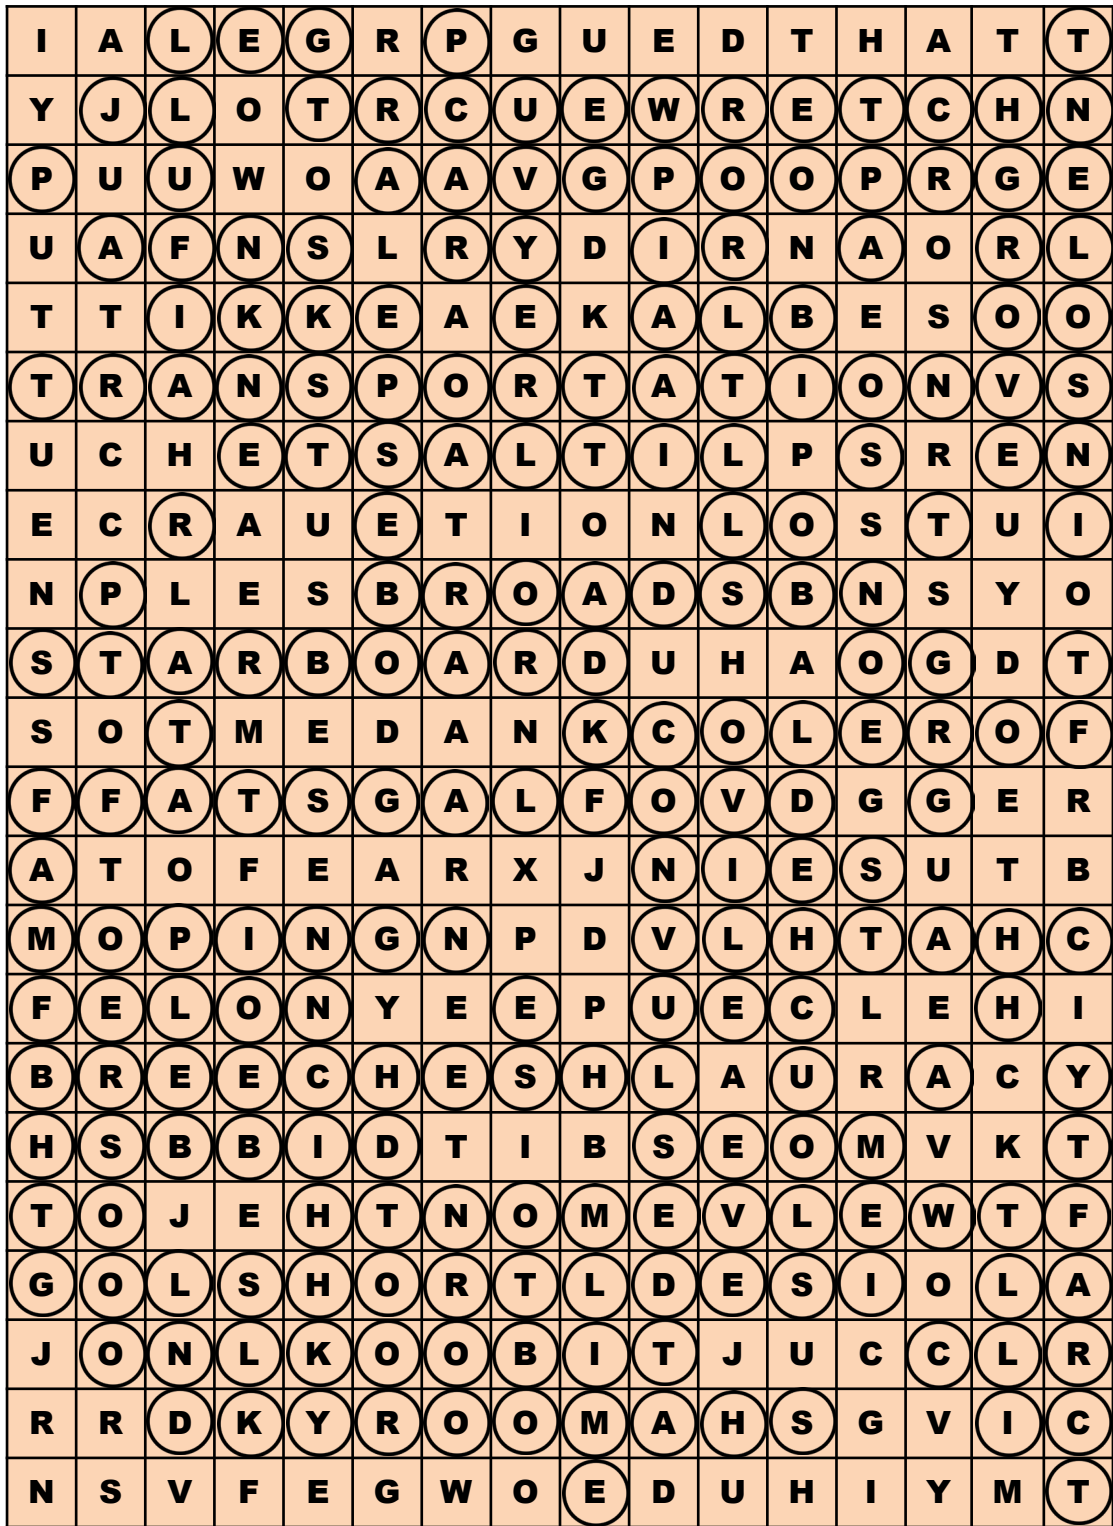 I A L E G R P G U E D T H A T T
Y J L O T R C U E W R E T C H N
P U U W O A A V G P O O P R G E
U A F N S L R Y D I R N A O R L
T T I K K E A E K A L B E S O O
T R A N S P O R T A T I O N V S
U C H E T S A L T I L P S R E N
E C R A U E T I O N L O S T U I
N P L E S B R O A D S B N S Y O
S T A R B O A R D U H A O G D T
S O T M E D A N K C O L E R O F
F F A T S G A L F O V D G G E R
A T O F E A R X J N I E S U T B
M O P I N G N P D V L H T A H C
F E L O N Y E E P U E C L E H I
B R E E C H E S H L A U R A C Y
H S B B I D T I B S E O M V K T
T O J E H T N O M E V L E W T F
G O L S H O R T L D E S I O L A
J O N L K O O B I T J U C C L R
R R D K Y R O O M A H S G V I C
N S V F E G W O E D U H I Y M T